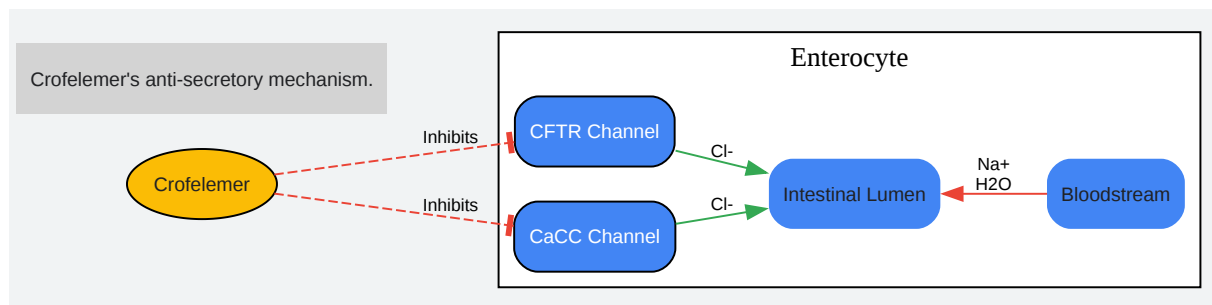 Crofelemer's anti-secretory mechanism.
Enterocyte
Crofelemer
Inhibits
Inhibits
CFTR Channel
CaCC Channel
Cl-
Cl-
Intestinal Lumen
Na+
H2O
Bloodstream